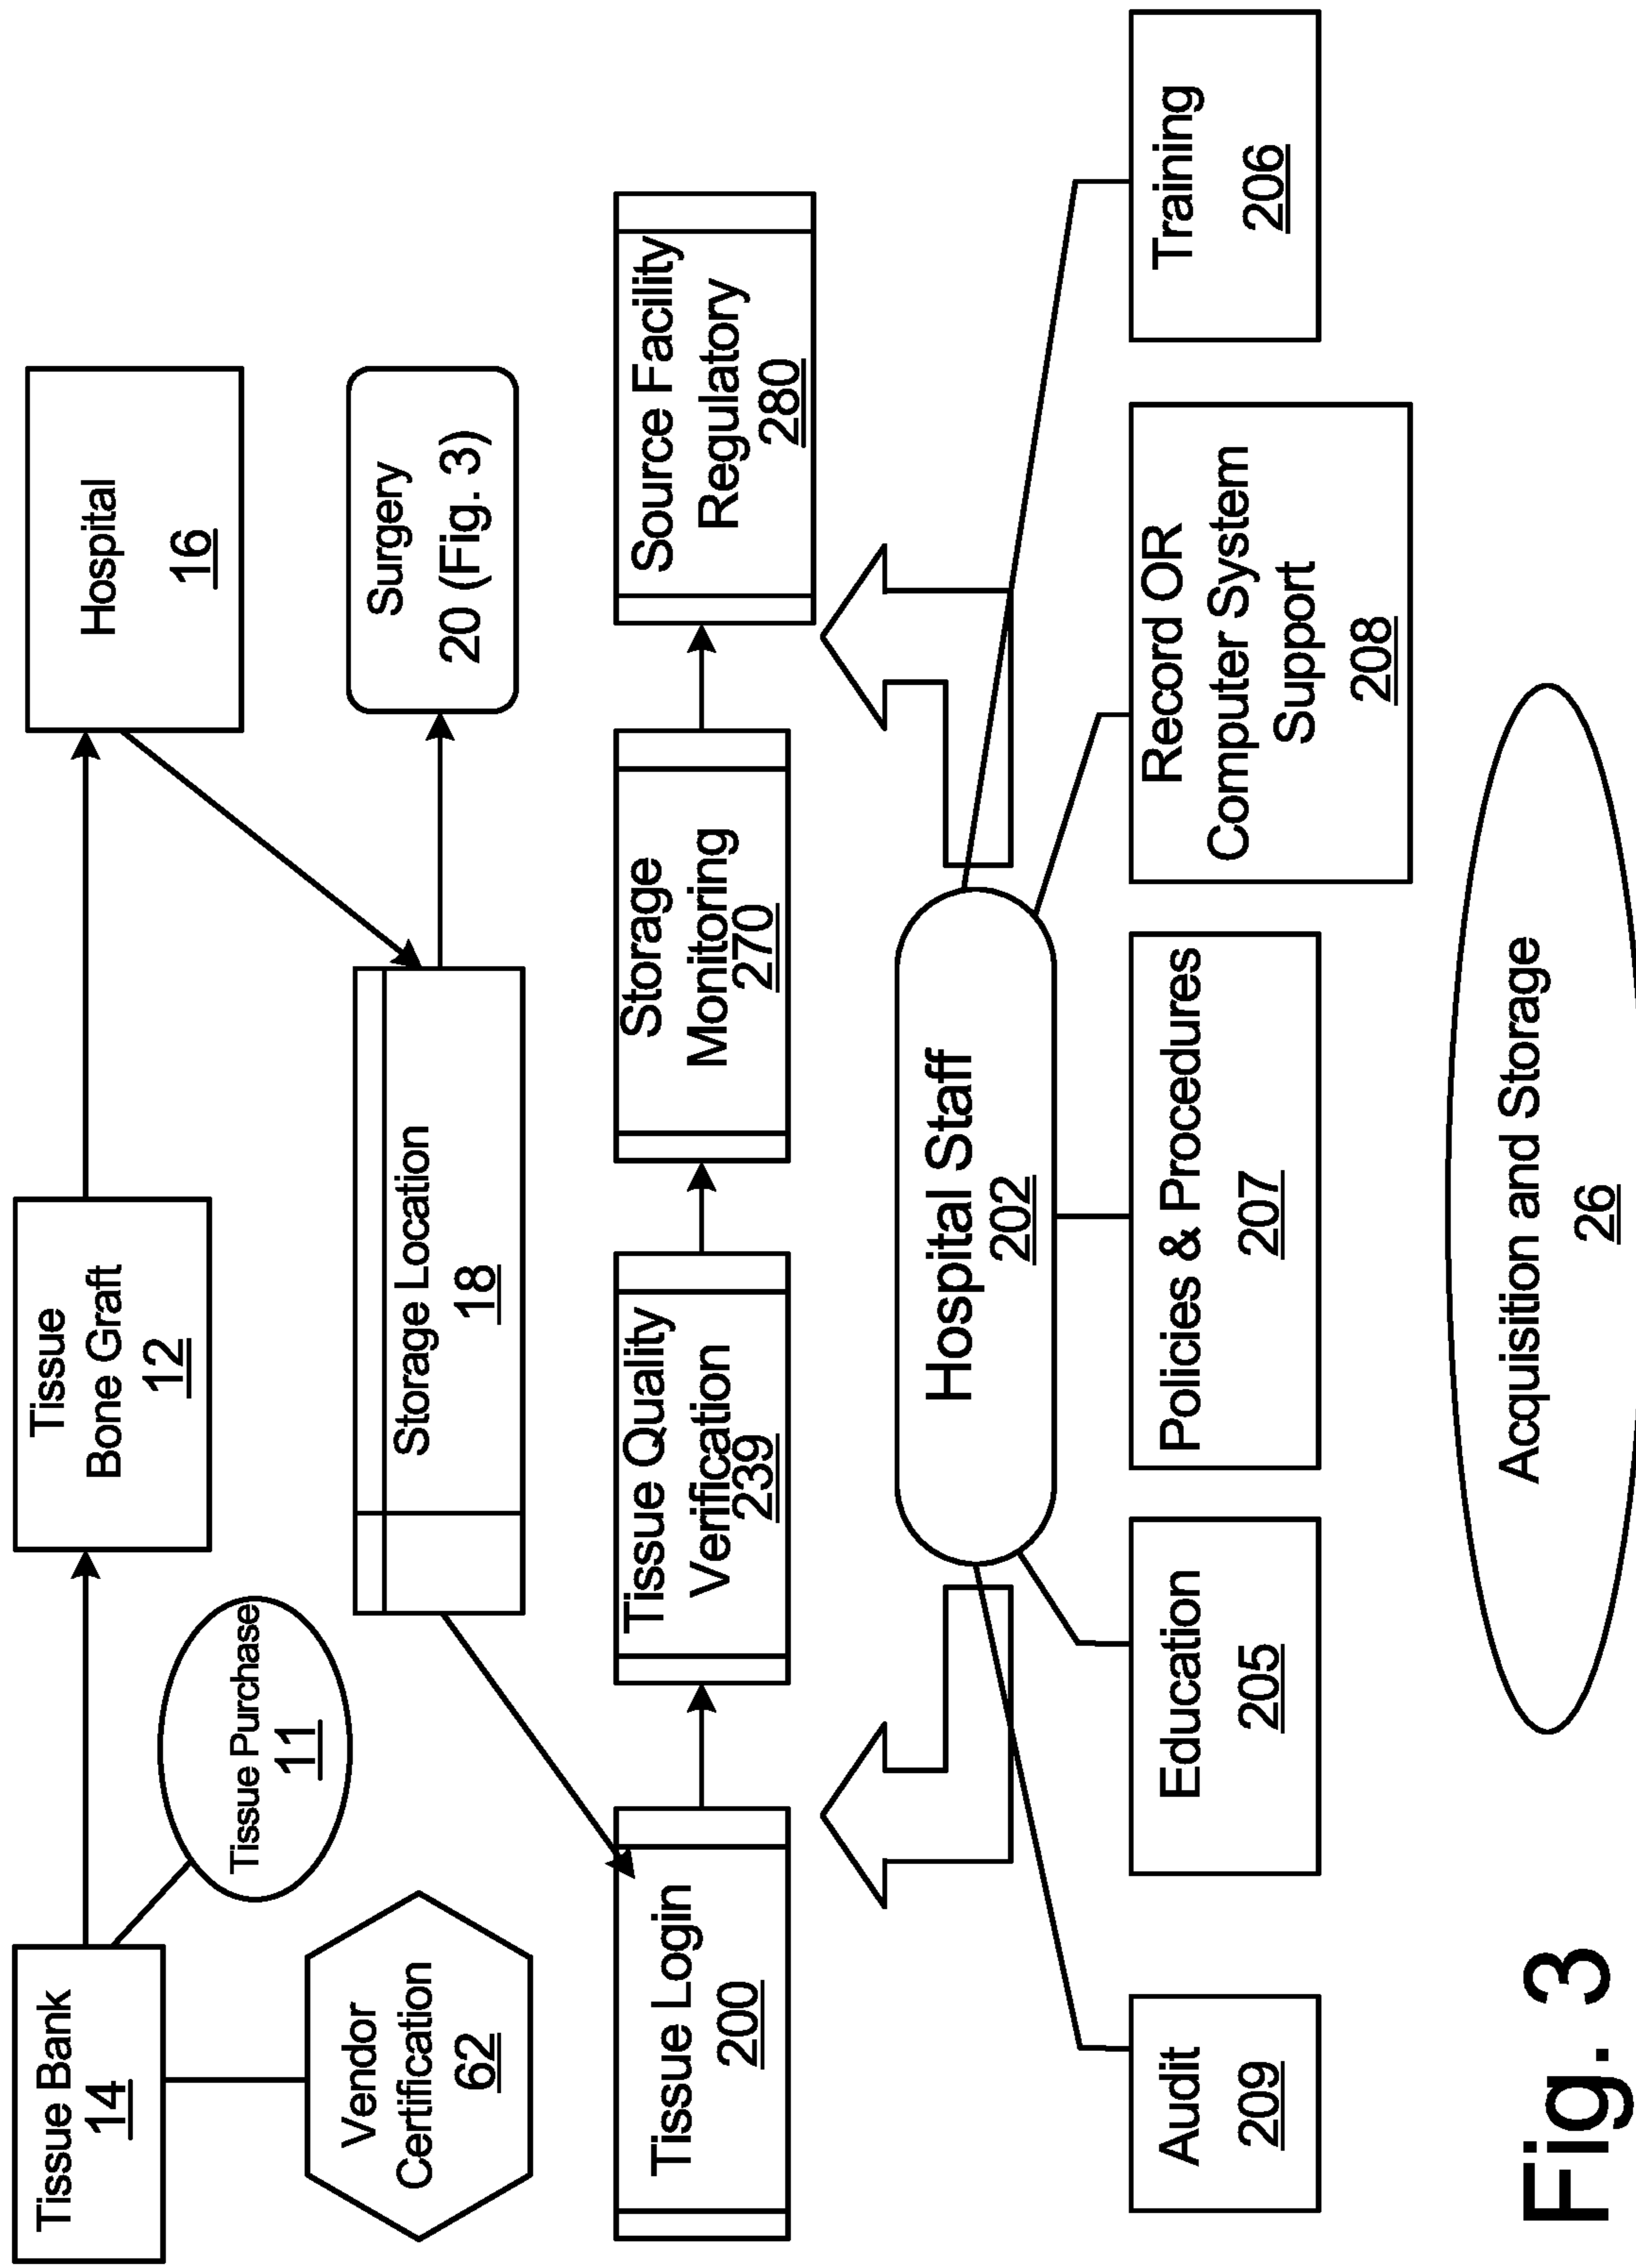 Tissue Bank
14
Tissue
Bone Graft
12
Hospital
16
Tissue Purchase
11
Vendor
Certification
62
Storage Location
18
Surgery
20 (Fig. 3)
Tissue Login
200
Tissue Quality
Verification
239
Storage
Monitoring
270
Source Facility
Regulatory
280
Hospital Staff
202
Audit
209
Education
205
Policies & Procedures
207
Record OR
Computer System
Support
208
Training
206
Acquisition and Storage
26
Fig. 3